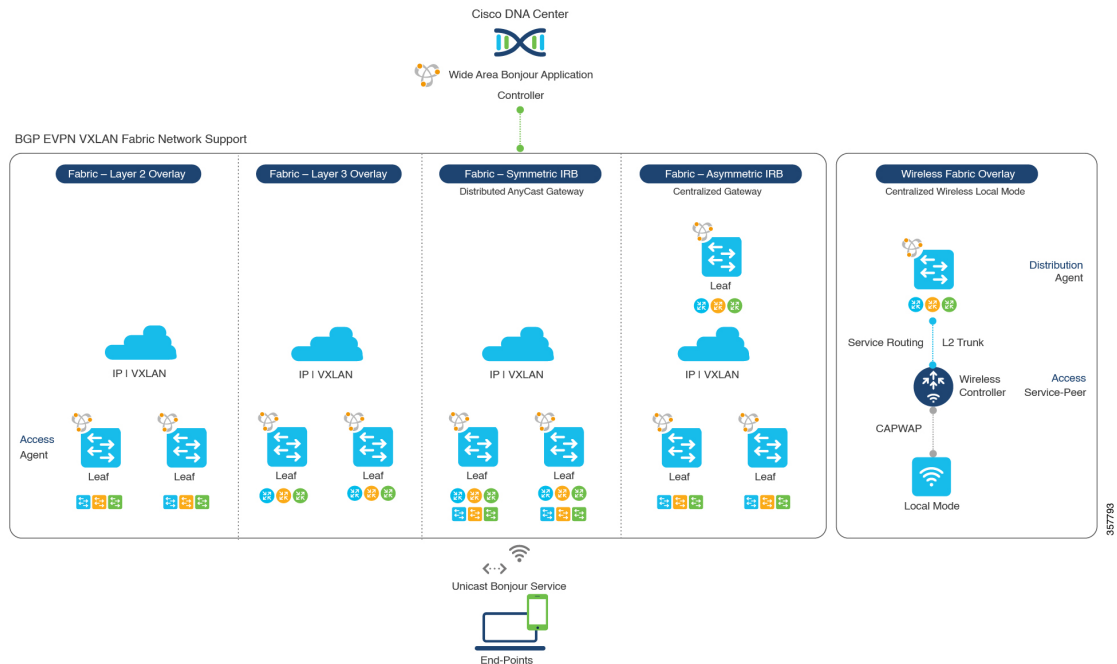 Cisco DNA Center
Wide Area Bonjour Application
Controller
BGP EVPN VXLAN Fabric Network Support
Fabric – Layer 2 Overlay
Fabric – Layer 3 Overlay
Fabric – Symmetric IRB
Distributed AnyCast Gateway
Fabric – Asymmetric IRB
Centralized Gateway
Wireless Fabric Overlay
Centralized Wireless Local Mode
Leaf
Distribution
Agent
Service Routing
L2 Trunk
IP | VXLAN
IP | VXLAN
IP | VXLAN
IP | VXLAN
Wireless
Controller
Access
Service-Peer
CAPWAP
Access
Agent
Leaf
Leaf
Leaf
Leaf
Leaf
Leaf
Leaf
Leaf
Local Mode
357793
Unicast Bonjour Service
End-Points